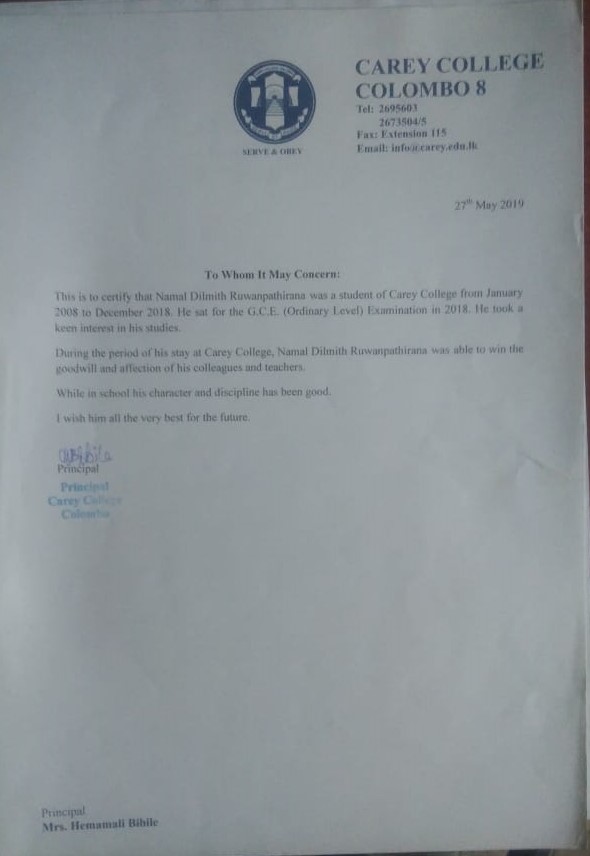 CAREY COLLEGE
COLOMBO 8
Tel: 2695603
2673504/5
Fax: Extension 115
Email: info@carey.edu.lk
SERVE & OBEY
27th May 2019
To Whom It May Concern:
This is to certify that Namal Dilmith Ruwanpathirana was a student of Carey College from January
2008 to December 2018. He sat for the G.C.E. (Ordinary Level) Examination in 2018. He took a
keen interest in his studies.
During the period of his stay at Carey College, Namal Dilmith Ruwanpathirana was able to win the
goodwill and affection of his colleagues and teachers.
While in school his character and discipline has been good.
I wish him all the very best for the future.
Principal
Principal
Carey College
Colombo
Principal
Mrs. Hemamali Bibile